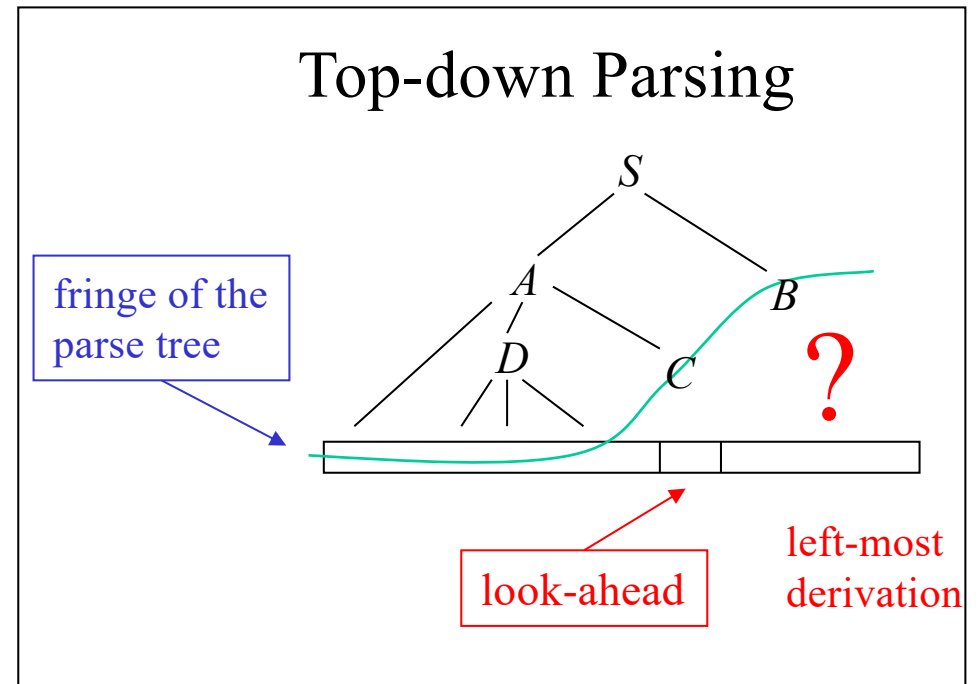 Top-down Parsing
S
A
B
fringe of the
parse tree
D
C
?
look-ahead
left-most
derivation